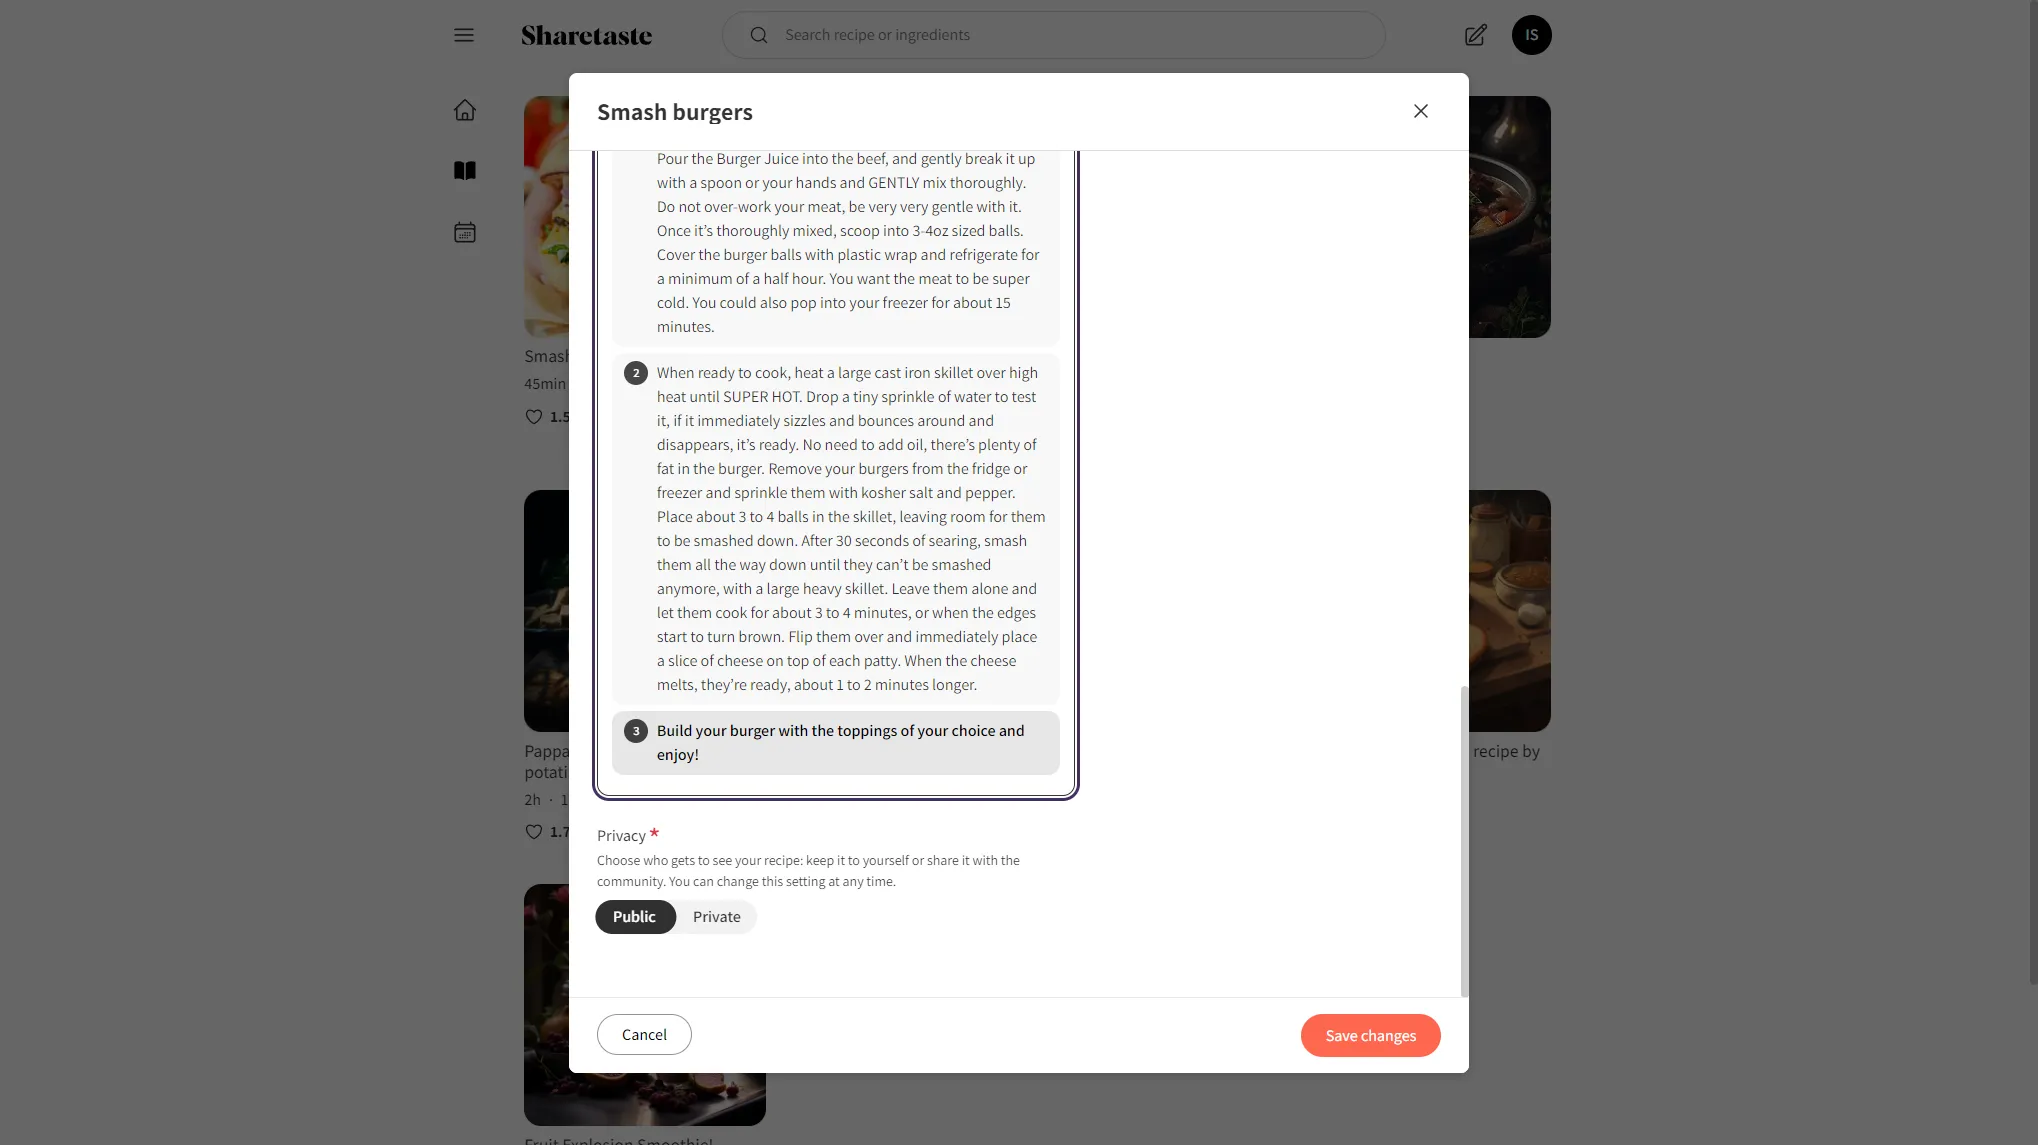 Sharetaste
Search recipe or ingredients
IS
Smash burgers
Pour the Burger Juice into the beef, and gently break it up
with a spoon or your hands and GENTLY mix thoroughly.
Do not over-work your meat, be very very gentle with it.
Once it’s thoroughly mixed, scoop into 3-4oz sized balls.
Cover the burger balls with plastic wrap and refrigerate for
a minimum of a half hour. You want the meat to be super
cold. You could also pop into your freezer for about 15
minutes.
2
When ready to cook, heat a large cast iron skillet over high
heat until SUPER HOT. Drop a tiny sprinkle of water to test
it, if it immediately sizzles and bounces around and
disappears, it’s ready. No need to add oil, there’s plenty of
fat in the burger. Remove your burgers from the fridge or
freezer and sprinkle them with kosher salt and pepper.
Place about 3 to 4 balls in the skillet, leaving room for them
to be smashed down. After 30 seconds of searing, smash
them all the way down until they can’t be smashed
anymore, with a large heavy skillet. Leave them alone and
let them cook for about 3 to 4 minutes, or when the edges
start to turn brown. Flip them over and immediately place
a slice of cheese on top of each patty. When the cheese
melts, they’re ready, about 1 to 2 minutes longer.
3
Build your burger with the toppings of your choice and
enjoy!
Privacy *
Choose who gets to see your recipe: keep it to yourself or share it with the
community. You can change this setting at any time.
Public Private
Cancel
Save changes
Smash
45min
1.5
Pappa
potati
2h · 1
1.7
recipe by
Fruit Explosion Smoothie!